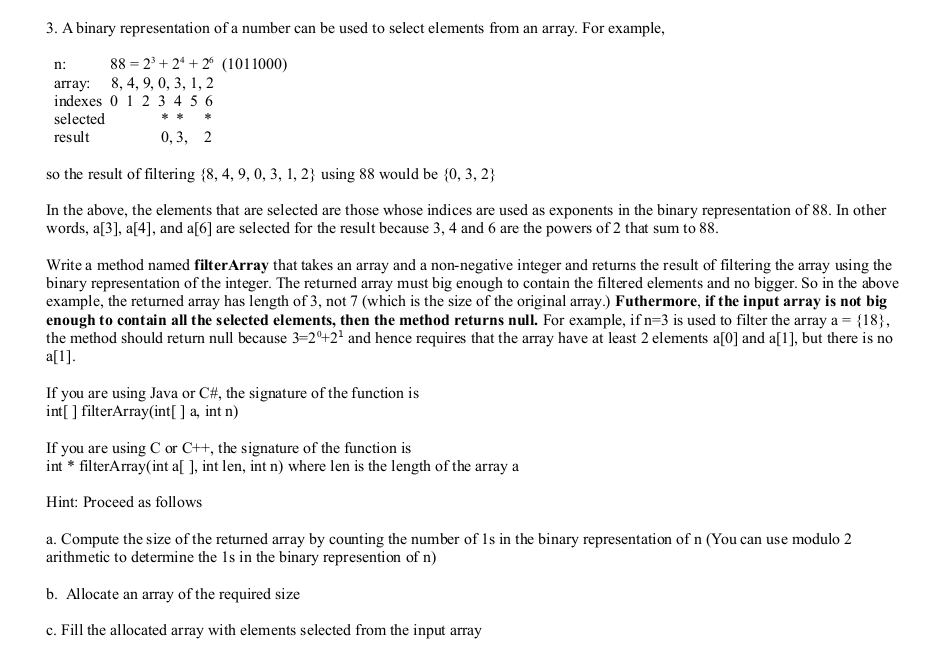 3. A binary representation of a number can be used to select elements from an array. For example,
n: 88 = 2³ + 2⁴ + 2⁶ (1011000)
array: 8, 4, 9, 0, 3, 1, 2
indexes 0 1 2 3 4 5 6
selected * * *
result 0, 3, 2
so the result of filtering {8, 4, 9, 0, 3, 1, 2} using 88 would be {0, 3, 2}
In the above, the elements that are selected are those whose indices are used as exponents in the binary representation of 88. In other
words, a[3], a[4], and a[6] are selected for the result because 3, 4 and 6 are the powers of 2 that sum to 88.
Write a method named filterArray that takes an array and a non-negative integer and returns the result of filtering the array using the
binary representation of the integer. The returned array must big enough to contain the filtered elements and no bigger. So in the above
example, the returned array has length of 3, not 7 (which is the size of the original array.) Futhermore, if the input array is not big
enough to contain all the selected elements, then the method returns null. For example, if n=3 is used to filter the array a = {18},
the method should return null because 3=2⁰+2¹ and hence requires that the array have at least 2 elements a[0] and a[1], but there is no
a[1].
If you are using Java or C#, the signature of the function is
int[ ] filterArray(int[ ] a, int n)
If you are using C or C++, the signature of the function is
int * filterArray(int a[ ], int len, int n) where len is the length of the array a
Hint: Proceed as follows
a. Compute the size of the returned array by counting the number of 1s in the binary representation of n (You can use modulo 2
arithmetic to determine the 1s in the binary represention of n)
b. Allocate an array of the required size
c. Fill the allocated array with elements selected from the input array